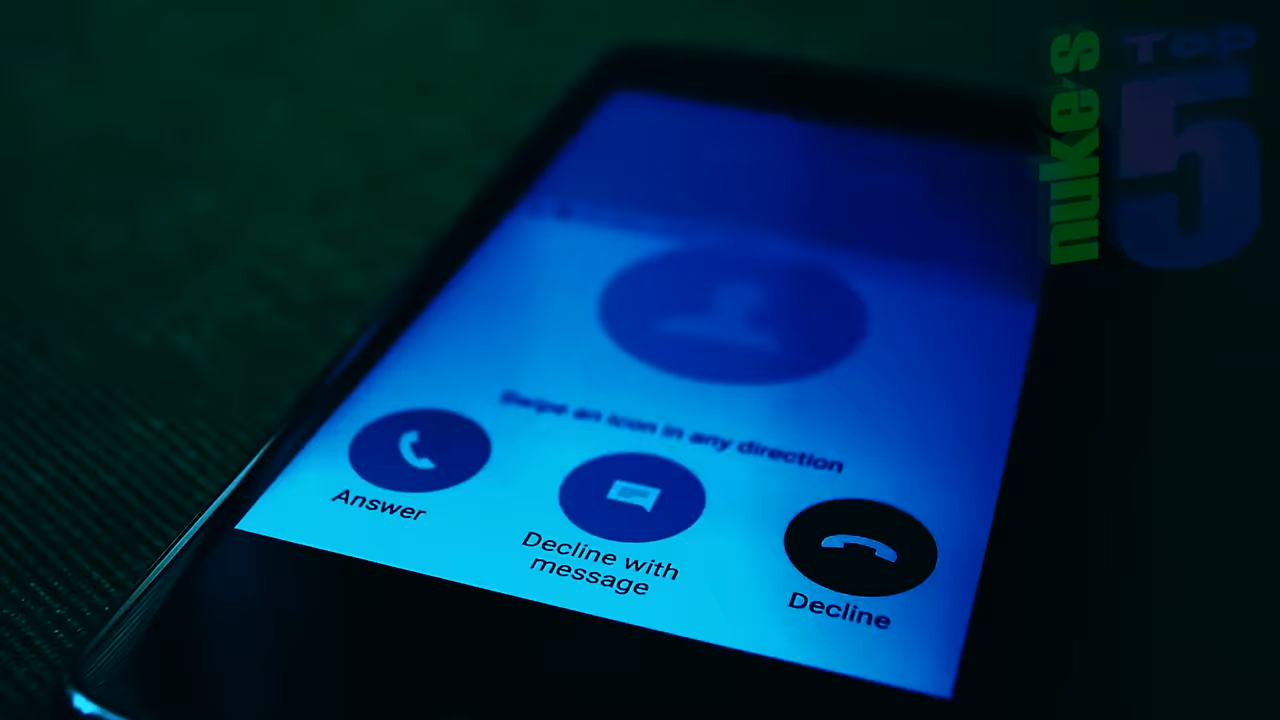 nuke's
Top
5
Swipe an icon in any direction
Answer
Decline with
message
Decline